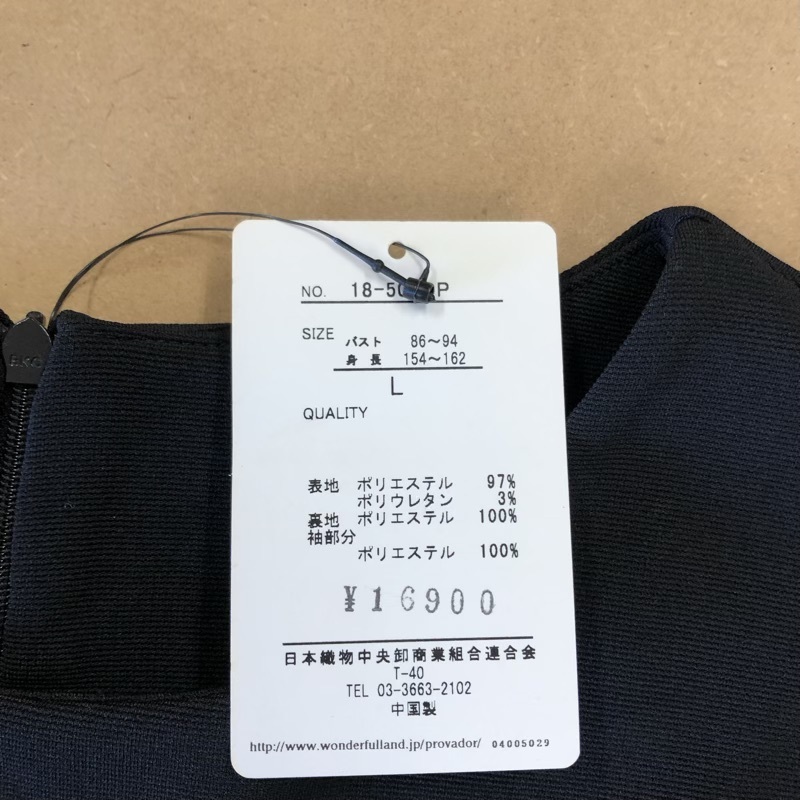 NO.
SIZE バスト 86～94
身長 154～162
L
QUALITY
表地 ポリエステル 97%
ポリウレタン 3%
裏地 ポリエステル 100%
袖部分
ポリエステル 100%
¥16900
日本織物中央卸商業組合連合会
T-40
TEL 03-3663-2102
中国製
http://www.wonderfulland.jp/provador/ 04005029